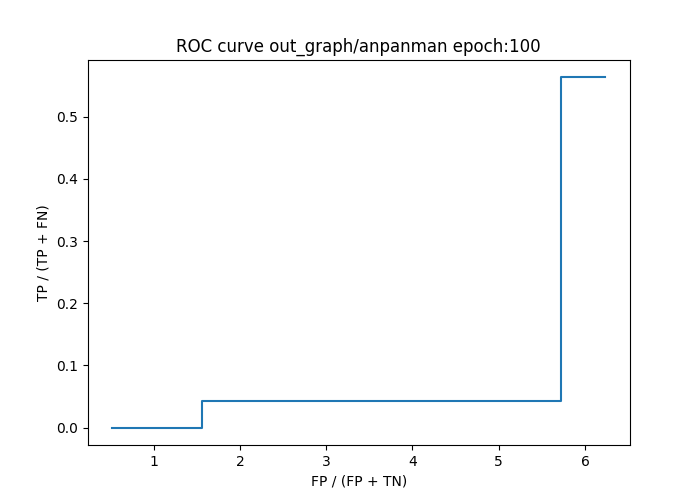 ROC curve out_graph/anpanman epoch:100
TP / (TP + FN)
0.5
0.4
0.3
0.2
0.1
0.0
1 2 3 4 5 6
FP / (FP + TN)